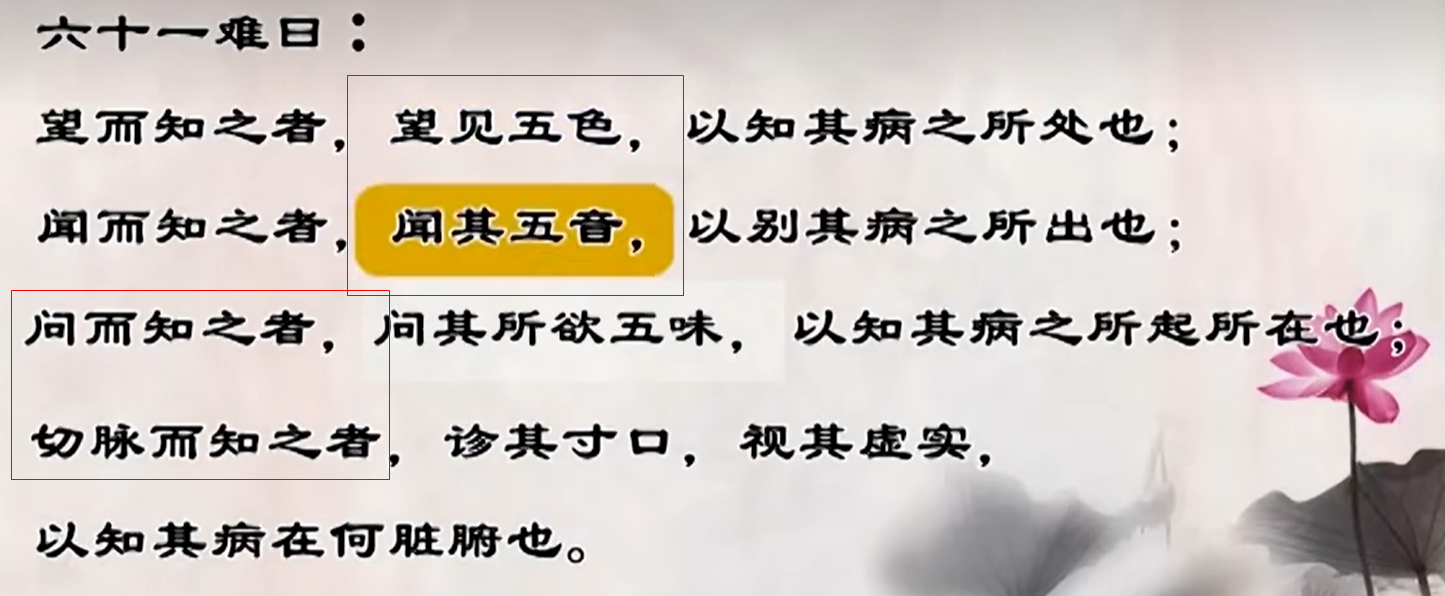 六十一难曰：
望而知之者，望见五色，以知其病之所处也；
闻而知之者，闻其五音，以别其病之所出也；
问而知之者，问其所欲五味，以知其病之所起所在也；
切脉而知之者，诊其寸口，视其虚实，
以知其病在何脏腑也。